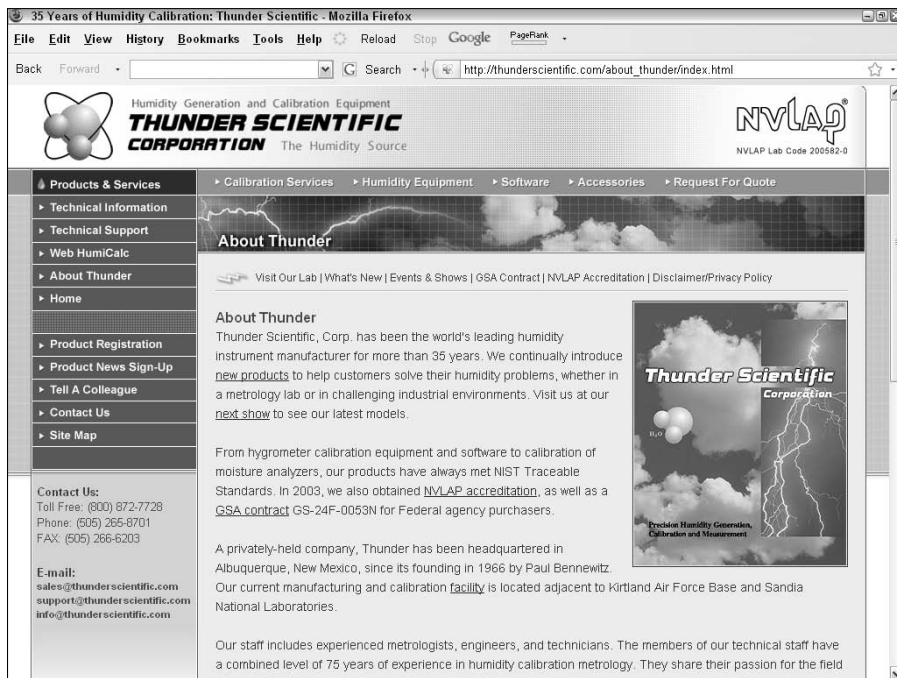 35 Years of Humidity Calibration: Thunder Scientific - Mozilla Firefox
File Edit View History Bookmarks Tools Help Reload Stop Google PageRank
Back Forward G Search http://thunderscientific.com/about_thunder/index.html
Humidity Generation and Calibration Equipment
THUNDER SCIENTIFIC
CORPORATION The Humidity Source
NVLAP®
NVLAP Lab Code 200582-0
Products & Services
Technical Information
Technical Support
Web HumiCalc
About Thunder
Home
Product Registration
Product News Sign-Up
Tell A Colleague
Contact Us
Site Map
Contact Us:
Toll Free: (800) 872-7728
Phone: (505) 265-8701
FAX: (505) 266-6203
E-mail:
sales@thunderscientific.com
support@thunderscientific.com
info@thunderscientific.com
Calibration Services Humidity Equipment Software Accessories Request For Quote
About Thunder
Visit Our Lab | What's New | Events & Shows | GSA Contract | NVLAP Accreditation | Disclaimer/Privacy Policy
About Thunder
Thunder Scientific, Corp. has been the world's leading humidity
instrument manufacturer for more than 35 years. We continually introduce
new products to help customers solve their humidity problems, whether in
a metrology lab or in challenging industrial environments. Visit us at our
next show to see our latest models.
From hygrometer calibration equipment and software to calibration of
moisture analyzers, our products have always met NIST Traceable
Standards. In 2003, we also obtained NVLAP accreditation, as well as a
GSA contract GS-24F-0053N for Federal agency purchasers.
A privately-held company, Thunder has been headquartered in
Albuquerque, New Mexico, since its founding in 1966 by Paul Bennewitz.
Our current manufacturing and calibration facility is located adjacent to Kirtland Air Force Base and Sandia
National Laboratories.
Our staff includes experienced metrologists, engineers, and technicians. The members of our technical staff have
a combined level of 75 years of experience in humidity calibration metrology. They share their passion for the field
Thunder Scientific
Corporation
H₂O
Precision Humidity Generation,
Calibration and Measurement